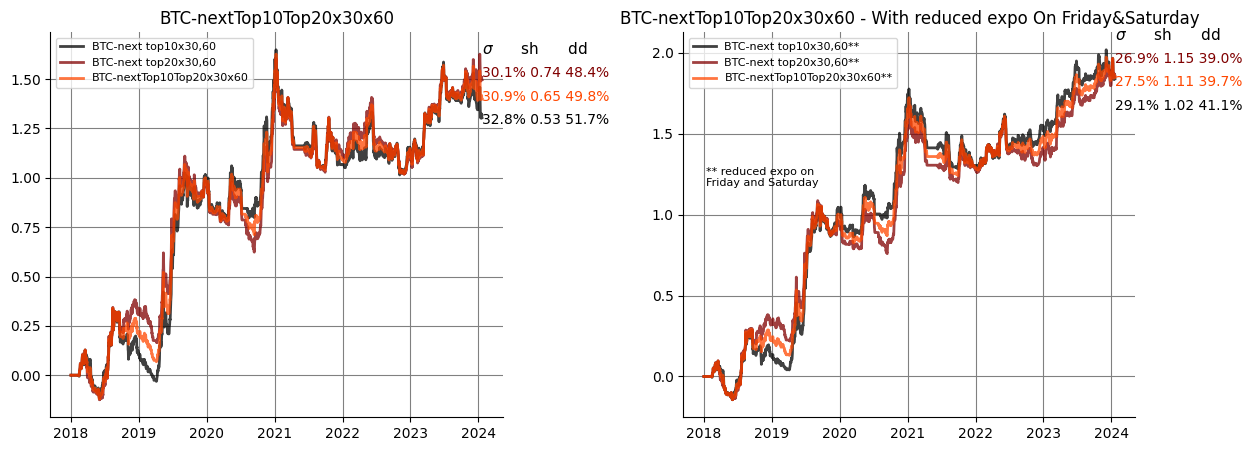 BTC-nextTop10Top20x30x60
BTC-next top10x30,60
BTC-next top20x30,60
BTC-nextTop10Top20x30x60
σ sh dd
30.1% 0.74 48.4%
30.9% 0.65 49.8%
32.8% 0.53 51.7%
1.50
1.25
1.00
0.75
0.50
0.25
0.00
2018 2019 2020 2021 2022 2023 2024
BTC-nextTop10Top20x30x60 - With reduced expo On Friday&Saturday
BTC-next top10x30,60**
BTC-next top20x30,60**
BTC-nextTop10Top20x30x60**
σ sh dd
26.9% 1.15 39.0%
27.5% 1.11 39.7%
29.1% 1.02 41.1%
** reduced expo on
Friday and Saturday
2.0
1.5
1.0
0.5
0.0
2018 2019 2020 2021 2022 2023 2024